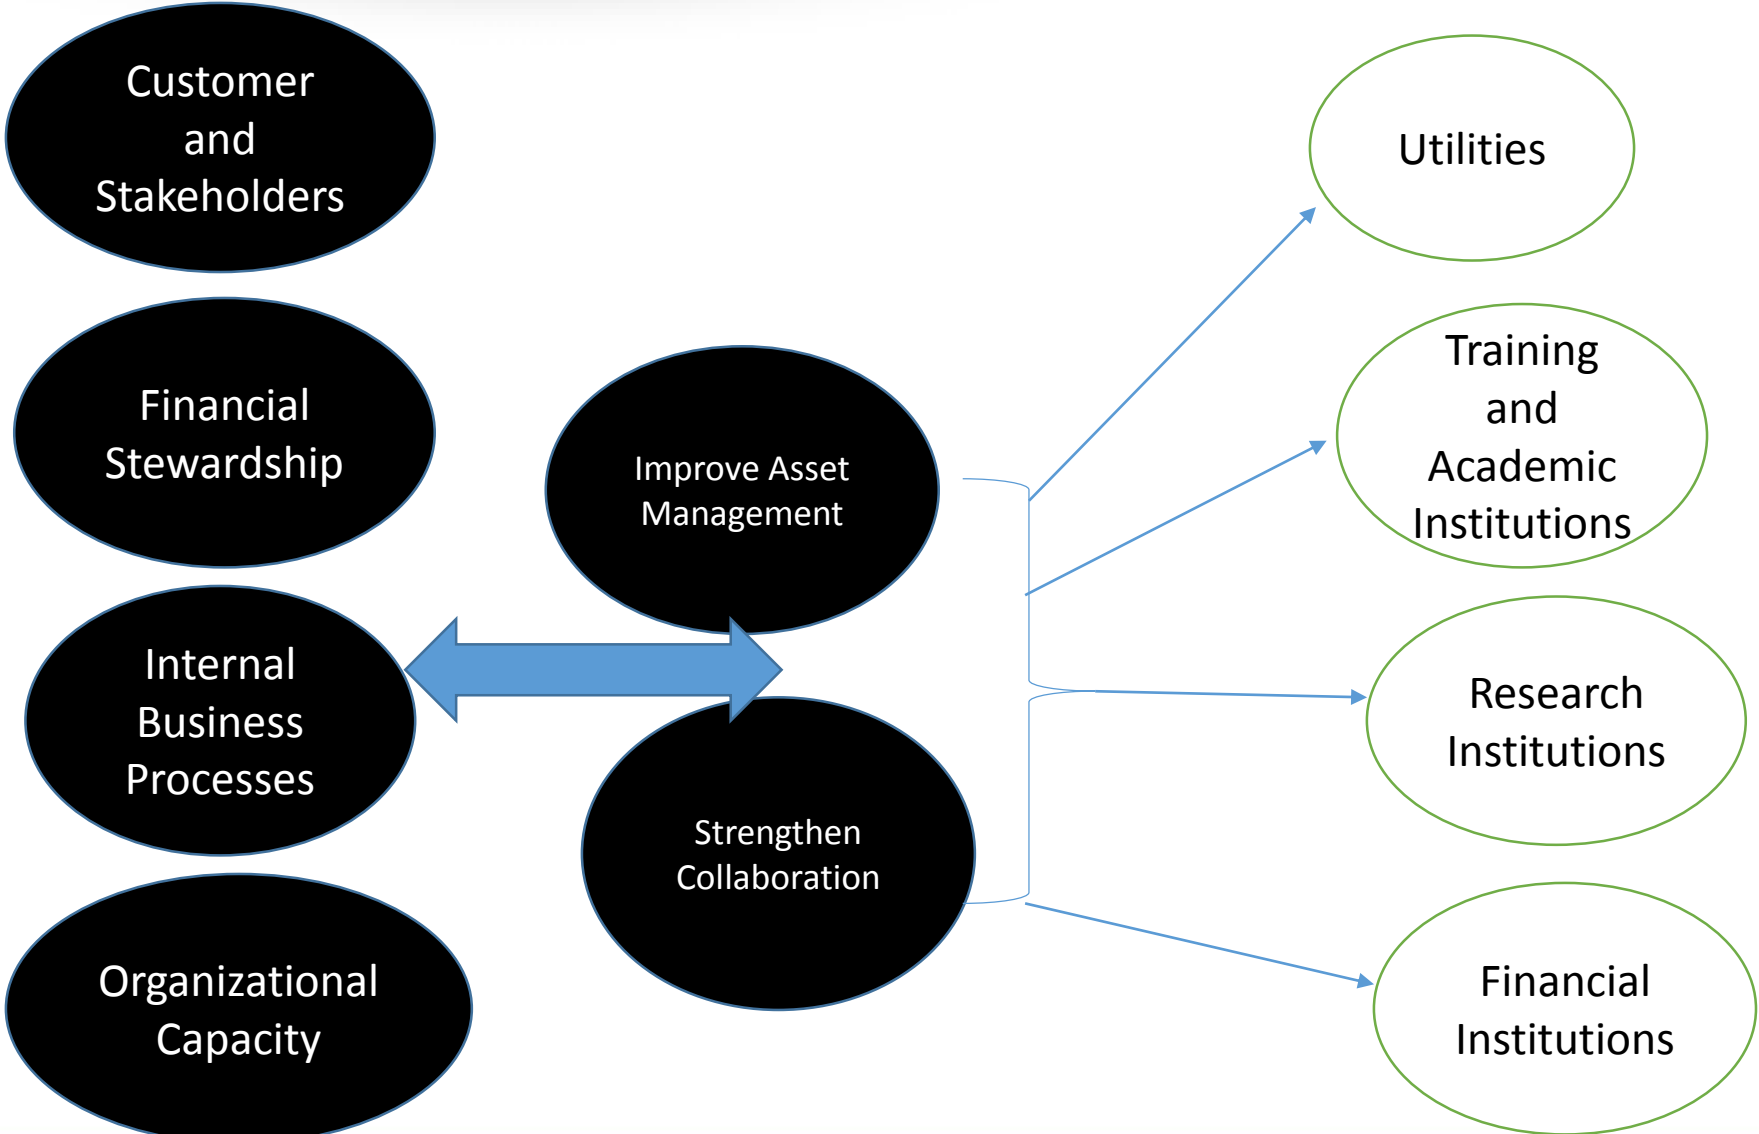 Customer
and
Stakeholders
Financial
Stewardship
Internal
Business
Processes
Organizational
Capacity
Improve Asset
Management
Strengthen
Collaboration
Utilities
Training
and
Academic
Institutions
Research
Institutions
Financial
Institutions